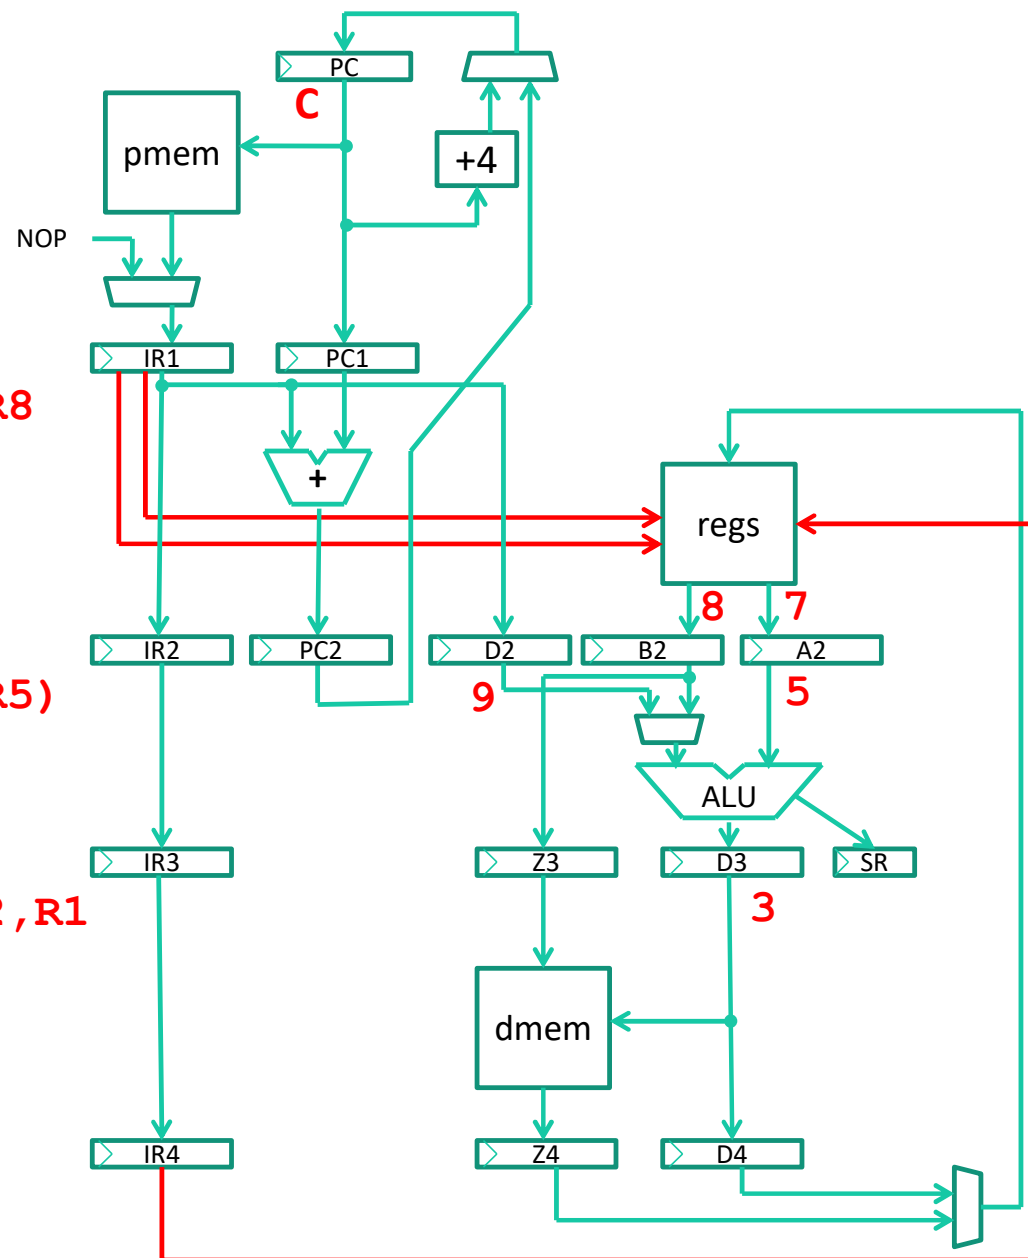 PC
C
pmem
+4
NOP
IR1
PC1
R8
+
regs
8
7
IR2
PC2
D2
B2
A2
R5)
9
5
ALU
IR3
Z3
D3
SR
2,R1
3
dmem
IR4
Z4
D4